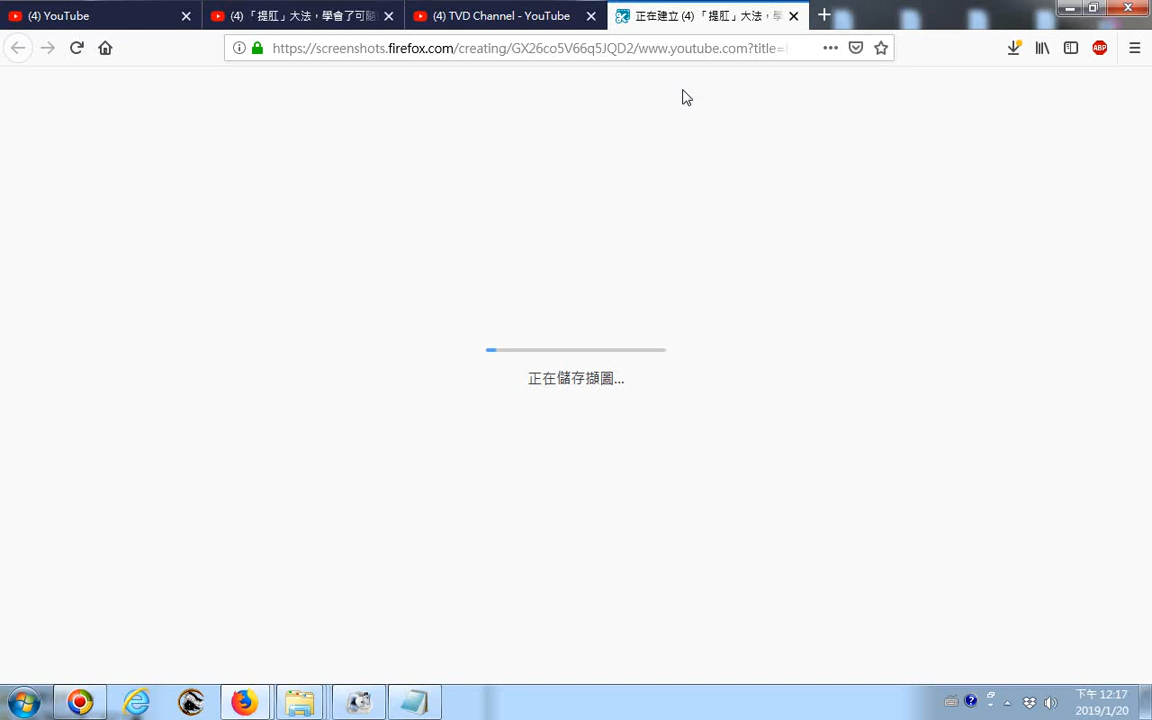 (4) YouTube
(4)「提肛」大法，學會了可能
(4) TVD Channel - YouTube
正在建立 (4)「提肛」大法，學
https://screenshots.firefox.com/creating/GX26co5V66q5JQD2/www.youtube.com?title=
ABP
正在儲存擷圖...
下午 12:17
2019/1/20